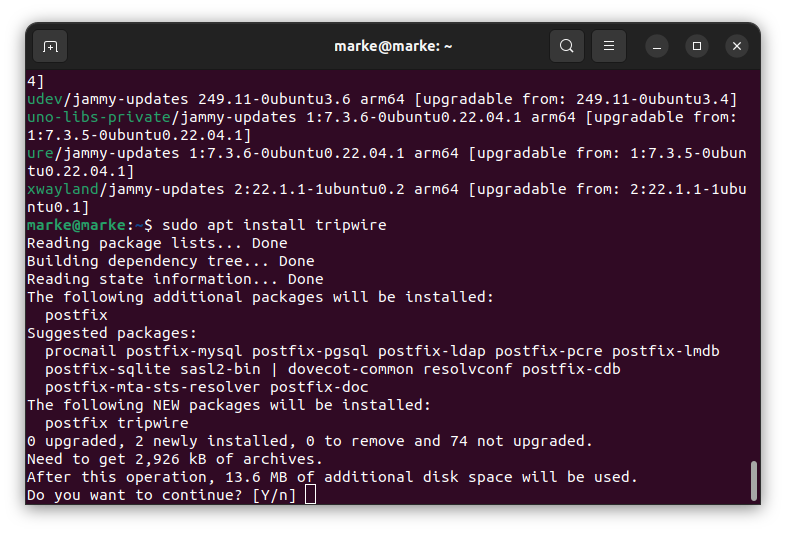 marke@marke: ~
4]
udev/jammy-updates 249.11-0ubuntu3.6 arm64 [upgradable from: 249.11-0ubuntu3.4]
uno-libs-private/jammy-updates 1:7.3.6-0ubuntu0.22.04.1 arm64 [upgradable from:
1:7.3.5-0ubuntu0.22.04.1]
ure/jammy-updates 1:7.3.6-0ubuntu0.22.04.1 arm64 [upgradable from: 1:7.3.5-0ubun
tu0.22.04.1]
xwayland/jammy-updates 2:22.1.1-1ubuntu0.2 arm64 [upgradable from: 2:22.1.1-1ubu
ntu0.1]
marke@marke:~$ sudo apt install tripwire
Reading package lists... Done
Building dependency tree... Done
Reading state information... Done
The following additional packages will be installed:
  postfix
Suggested packages:
  procmail postfix-mysql postfix-pgsql postfix-ldap postfix-pcre postfix-lmdb
  postfix-sqlite sasl2-bin | dovecot-common resolvconf postfix-cdb
  postfix-mta-sts-resolver postfix-doc
The following NEW packages will be installed:
  postfix tripwire
0 upgraded, 2 newly installed, 0 to remove and 74 not upgraded.
Need to get 2,926 kB of archives.
After this operation, 13.6 MB of additional disk space will be used.
Do you want to continue? [Y/n]